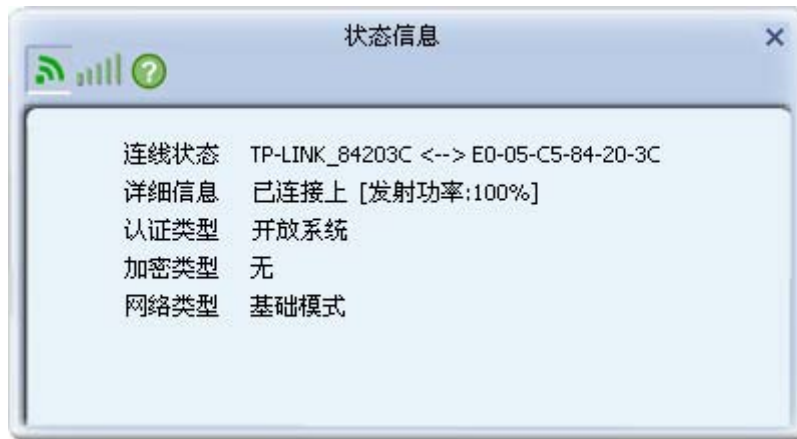 状态信息
连线状态 TP-LINK_84203C <--> E0-05-C5-84-20-3C
详细信息 已连接上 [发射功率:100%]
认证类型 开放系统
加密类型 无
网络类型 基础模式